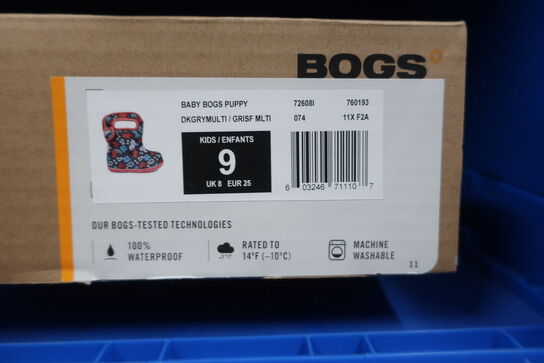 BOGS
BABY BOGS PUPPY 72608I 760193
DKGRYMULTI / GRISF MLTI 074 11X F2A
KIDS / ENFANTS
9
UK 8 EUR 25
6 03246 71110 7
OUR BOGS-TESTED TECHNOLOGIES
100% WATERPROOF
RATED TO 14°F (-10°C)
MACHINE WASHABLE
11